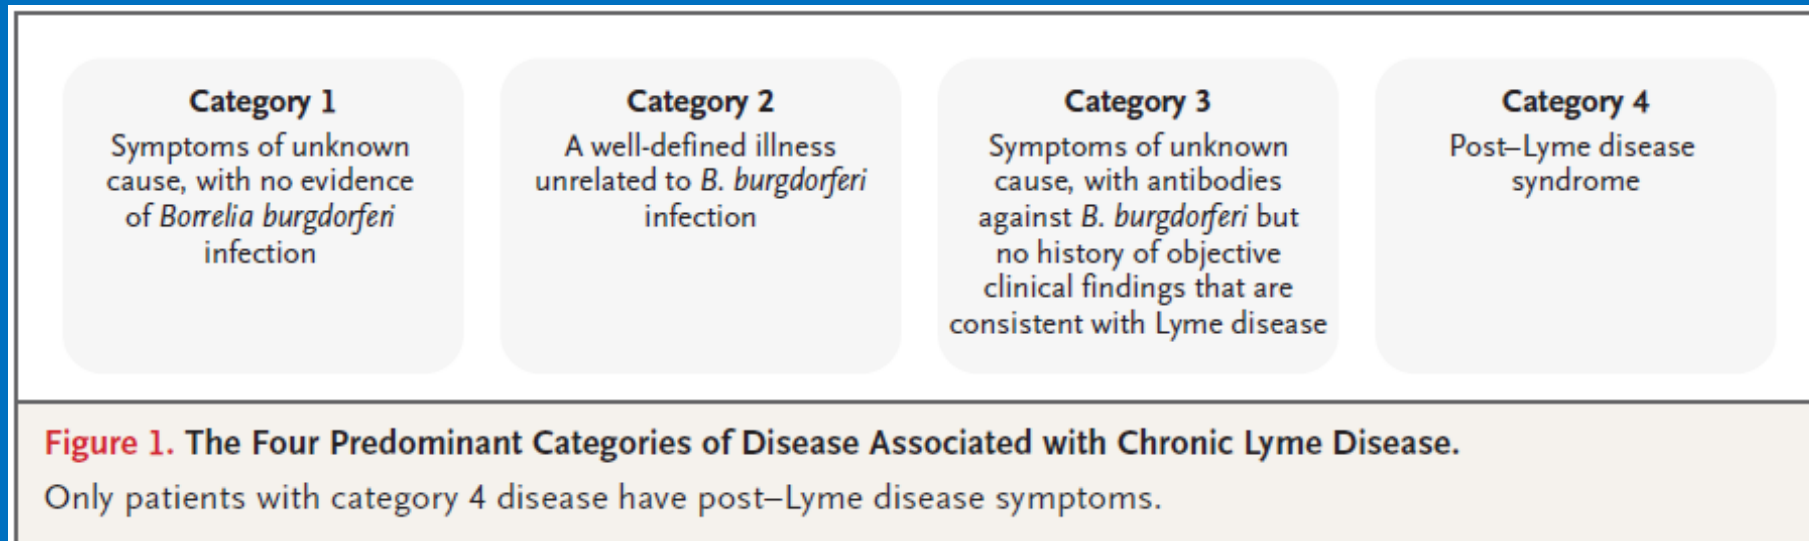 Category 1
Symptoms of unknown
cause, with no evidence
of Borrelia burgdorferi
infection
Category 2
A well-defined illness
unrelated to B. burgdorferi
infection
Category 3
Symptoms of unknown
cause, with antibodies
against B. burgdorferi but
no history of objective
clinical findings that are
consistent with Lyme disease
Category 4
Post–Lyme disease
syndrome
Figure 1. The Four Predominant Categories of Disease Associated with Chronic Lyme Disease.
Only patients with category 4 disease have post–Lyme disease symptoms.